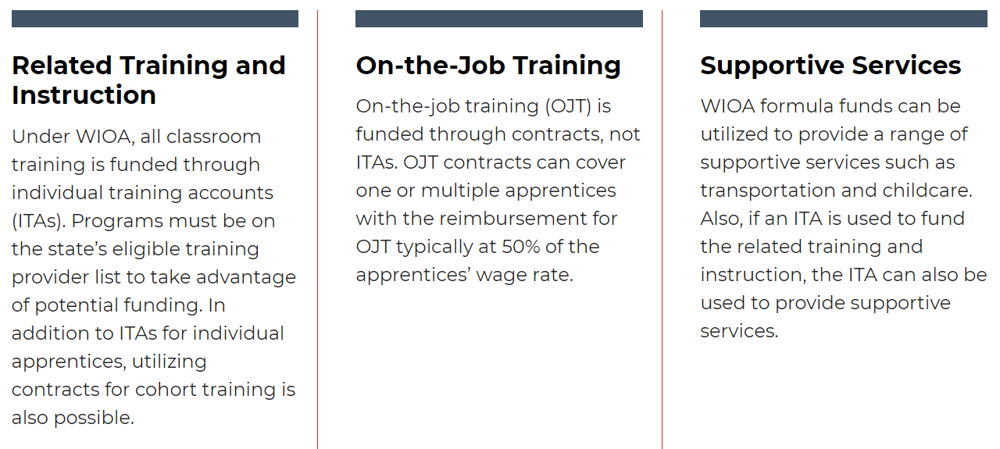 Related Training and
Instruction
Under WIOA, all classroom
training is funded through
individual training accounts
(ITAs). Programs must be on
the state’s eligible training
provider list to take advantage
of potential funding. In
addition to ITAs for individual
apprentices, utilizing
contracts for cohort training is
also possible.
On-the-Job Training
On-the-job training (OJT) is
funded through contracts, not
ITAs. OJT contracts can cover
one or multiple apprentices
with the reimbursement for
OJT typically at 50% of the
apprentices’ wage rate.
Supportive Services
WIOA formula funds can be
utilized to provide a range of
supportive services such as
transportation and childcare.
Also, if an ITA is used to fund
the related training and
instruction, the ITA can also be
used to provide supportive
services.